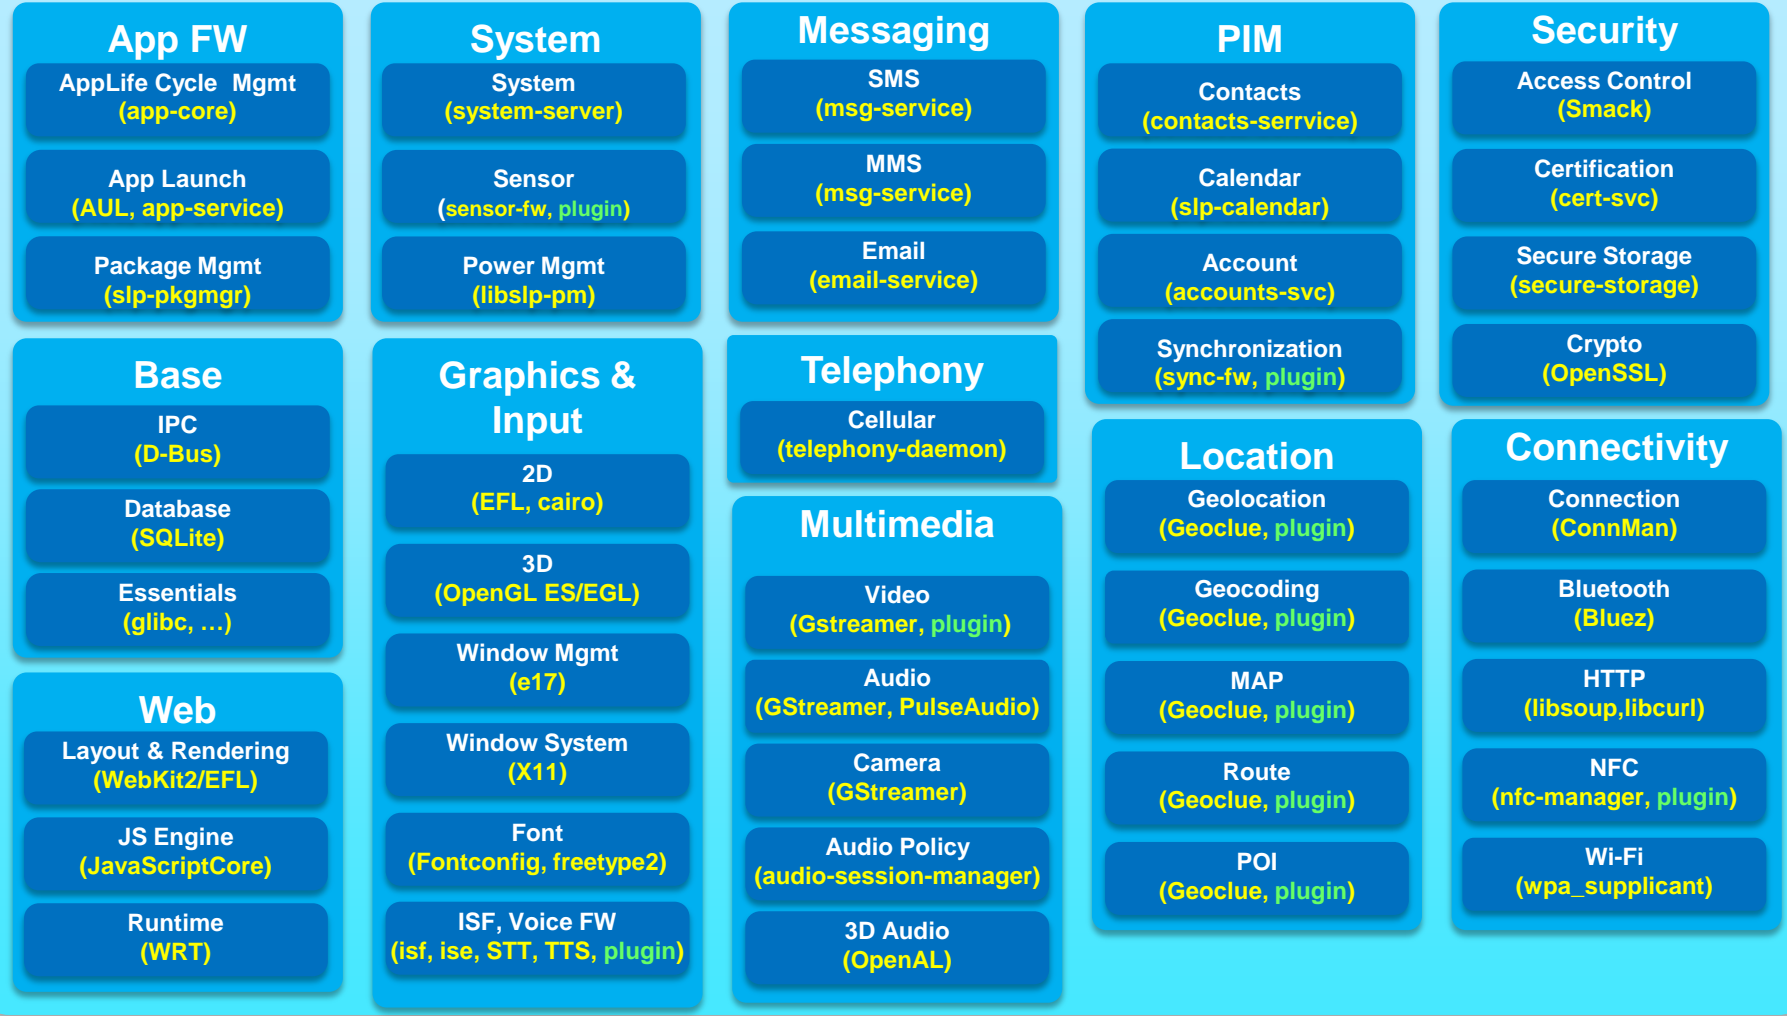 App FW
AppLife Cycle  Mgmt
(app-core)
App Launch
(AUL, app-service)
Package Mgmt
(slp-pkgmgr)
System
System
(system-server)
Sensor
(sensor-fw, plugin)
Power Mgmt
(libslp-pm)
Messaging
SMS
(msg-service)
MMS
(msg-service)
Email
(email-service)
PIM
Contacts
(contacts-serrvice)
Calendar
(slp-calendar)
Account
(accounts-svc)
Synchronization
(sync-fw, plugin)
Security
Access Control
(Smack)
Certification
(cert-svc)
Secure Storage
(secure-storage)
Crypto
(OpenSSL)
Base
IPC
(D-Bus)
Database
(SQLite)
Essentials
(glibc, …)
Graphics &
Input
2D
(EFL, cairo)
3D
(OpenGL ES/EGL)
Window Mgmt
(e17)
Window System
(X11)
Font
(Fontconfig, freetype2)
ISF, Voice FW
(isf, ise, STT, TTS, plugin)
Telephony
Cellular
(telephony-daemon)
Multimedia
Video
(Gstreamer, plugin)
Audio
(GStreamer, PulseAudio)
Camera
(GStreamer)
Audio Policy
(audio-session-manager)
3D Audio
(OpenAL)
Location
Geolocation
(Geoclue, plugin)
Geocoding
(Geoclue, plugin)
MAP
(Geoclue, plugin)
Route
(Geoclue, plugin)
POI
(Geoclue, plugin)
Connectivity
Connection
(ConnMan)
Bluetooth
(Bluez)
HTTP
(libsoup,libcurl)
NFC
(nfc-manager, plugin)
Wi-Fi
(wpa_supplicant)
Web
Layout & Rendering
(WebKit2/EFL)
JS Engine
(JavaScriptCore)
Runtime
(WRT)